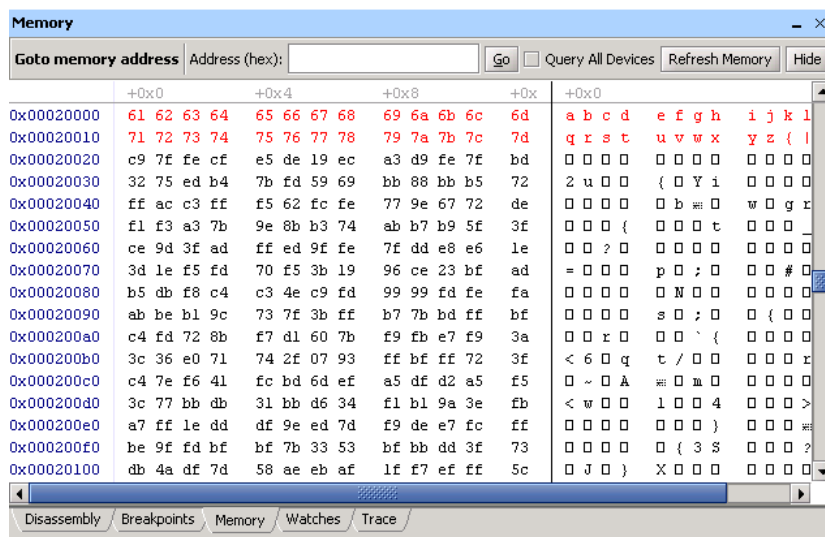 Memory
Goto memory address Address (hex): Go Query All Devices Refresh Memory Hide
+0x0 +0x4 +0x8 +0x +0x0
0x00020000 61 62 63 64 65 66 67 68 69 6a 6b 6c 6d a b c d e f g h i j k l
0x00020010 71 72 73 74 75 76 77 78 79 7a 7b 7c 7d q r s t u v w x y z { |
0x00020020 c9 7f fe cf e5 de 19 ec a3 d9 fe 7f bd
0x00020030 32 75 ed b4 7b fd 59 69 bb 88 bb b5 72 2 u { Y i
0x00020040 ff ac c3 ff f5 62 fc fe 77 9e 67 72 de b w g r
0x00020050 f1 f3 a3 7b 9e 8b b3 74 ab b7 b9 5f 3f { t _
0x00020060 ce 9d 3f ad ff ed 9f fe 7f dd e8 e6 1e ?
0x00020070 3d 1e f5 fd 70 f5 3b 19 96 ce 23 bf ad = p ; #
0x00020080 b5 db f8 c4 c3 4e c9 fd 99 99 fd fe fa N
0x00020090 ab be b1 9c 73 7f 3b ff b7 7b bd ff bf s ; {
0x000200a0 c4 fd 72 8b f7 d1 60 7b f9 fb e7 f9 3a r ` {
0x000200b0 3c 36 e0 71 74 2f 07 93 ff bf ff 72 3f < 6 q t / r
0x000200c0 c4 7e f6 41 fc bd 6d ef a5 df d2 a5 f5 ~ A m
0x000200d0 3c 77 bb db 31 bb d6 34 f1 b1 9a 3e fb < w 1 4 >
0x000200e0 a7 ff 1e dd df 9e ed 7d f9 de e7 fc ff }
0x000200f0 be 9f fd bf bf 7b 33 53 bf bb dd 3f 73 { 3 S ?
0x00020100 db 4a df 7d 58 ae eb af 1f f7 ef ff 5c J } X
Disassembly Breakpoints Memory Watches Trace